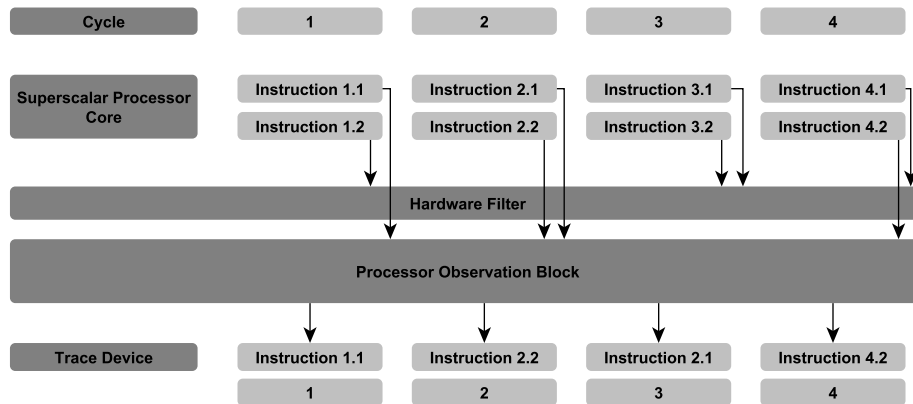 Cycle 1 2 3 4
Superscalar Processor Core
Instruction 1.1 Instruction 2.1 Instruction 3.1 Instruction 4.1
Instruction 1.2 Instruction 2.2 Instruction 3.2 Instruction 4.2
Hardware Filter
Processor Observation Block
Trace Device Instruction 1.1 Instruction 2.2 Instruction 2.1 Instruction 4.2
1 2 3 4